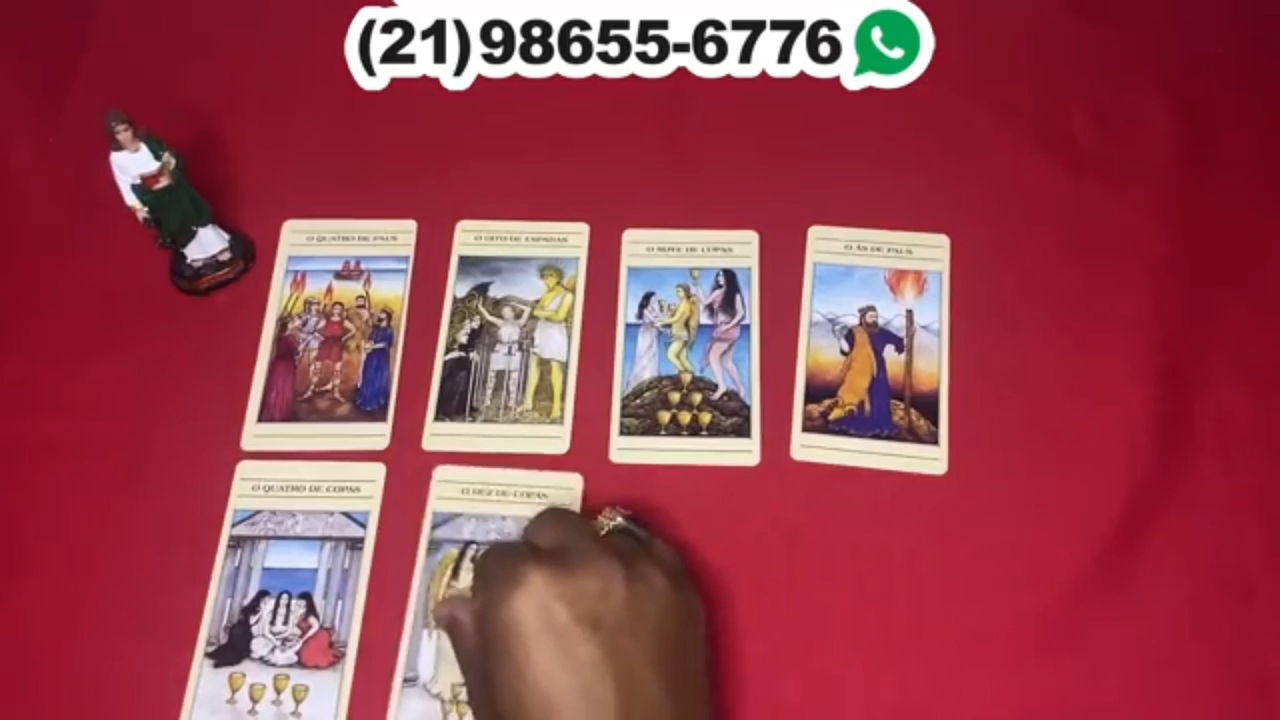 (21) 98655-6776
O QUATRO DE PAUS
O OITO DE ESPADAS
O NOVE DE COPAS
O ÁS DE PAUS
O QUATRO DE COPAS
O DEZ DE COPAS